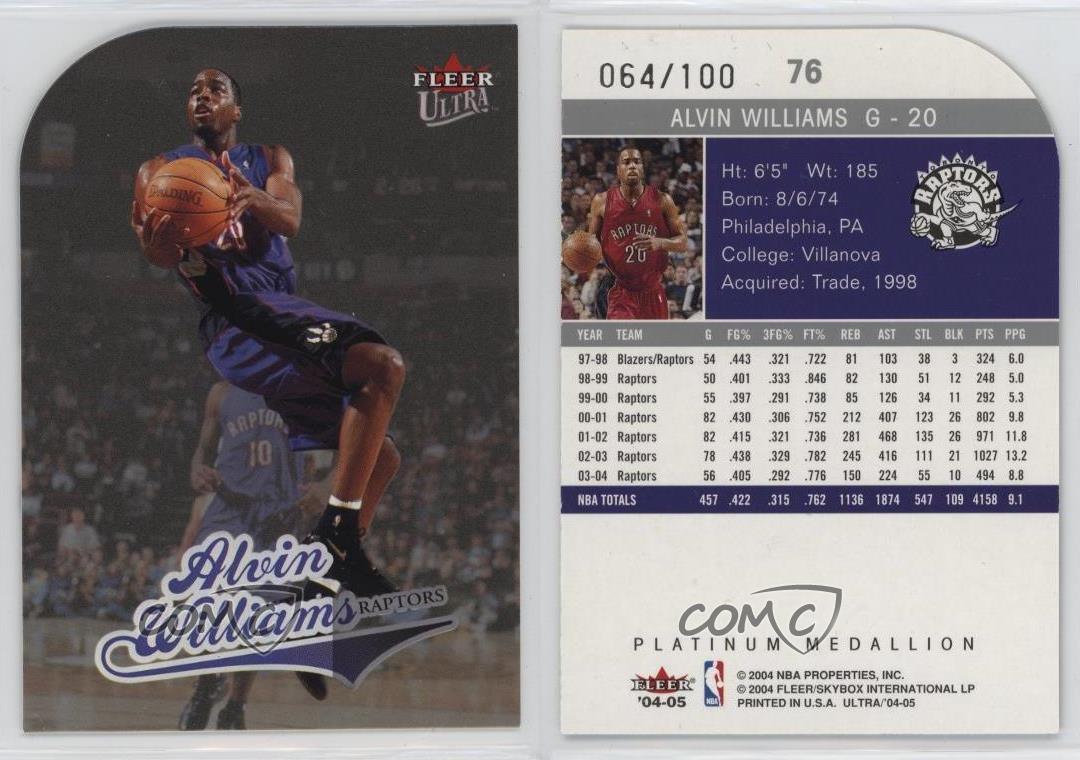 FLEER
ULTRA
SPALDING
20
RAPTORS
10
Alvin
Williams
RAPTORS
COMC
064/100 76
ALVIN WILLIAMS G - 20
RAPTORS
20
Ht: 6'5" Wt: 185
Born: 8/6/74
Philadelphia, PA
College: Villanova
Acquired: Trade, 1998
TORONTO
RAPTORS
YEAR TEAM G FG% 3FG% FT% REB AST STL BLK PTS PPG
97-98 Blazers/Raptors 54 .443 .321 .722 81 103 38 3 324 6.0
98-99 Raptors 50 .401 .333 .846 82 130 51 12 248 5.0
99-00 Raptors 55 .397 .291 .738 85 126 34 11 292 5.3
00-01 Raptors 82 .430 .306 .752 212 407 123 26 802 9.8
01-02 Raptors 82 .415 .321 .736 281 468 135 26 971 11.8
02-03 Raptors 78 .438 .329 .782 245 416 111 21 1027 13.2
03-04 Raptors 56 .405 .292 .776 150 224 55 10 494 8.8
NBA TOTALS 457 .422 .315 .762 1136 1874 547 109 4158 9.1
COMC
PLATINUM MEDALLION
FLEER
'04-05
NBA
© 2004 NBA PROPERTIES, INC.
© 2004 FLEER/SKYBOX INTERNATIONAL LP
PRINTED IN U.S.A. ULTRA/'04-05